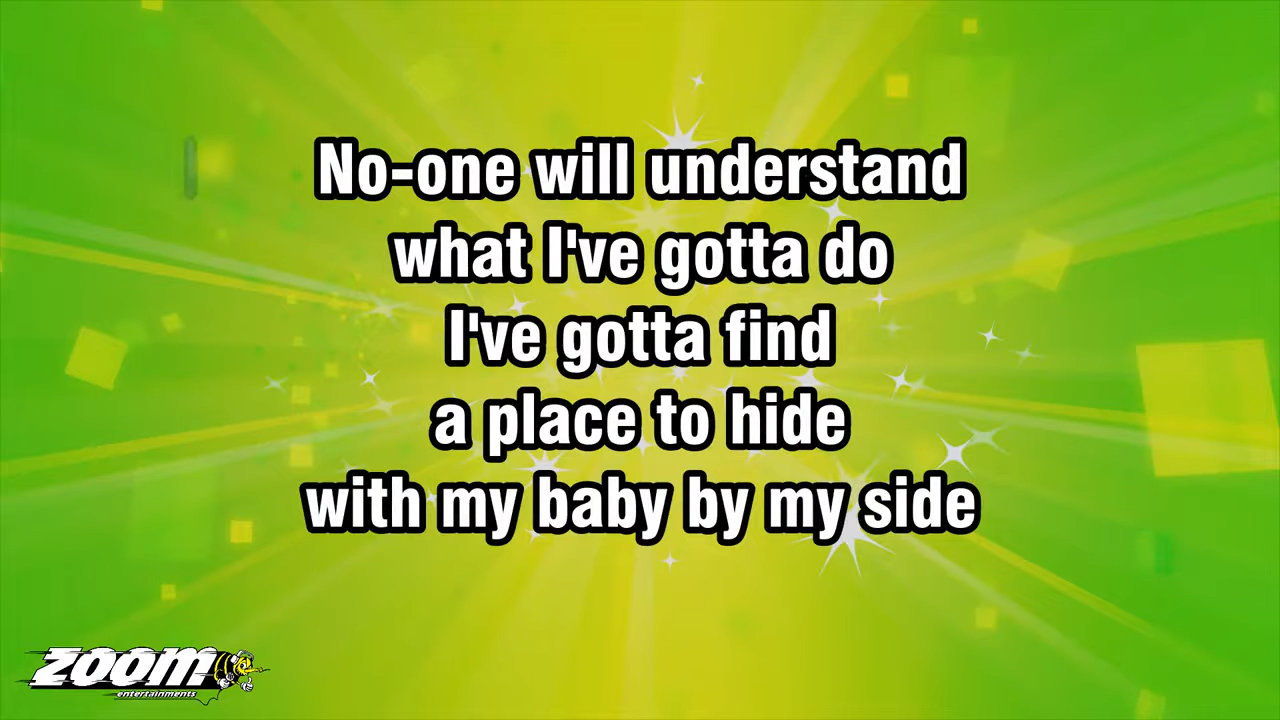 No-one will understand
what I've gotta do
I've gotta find
a place to hide
with my baby by my side
zoom
entertainments